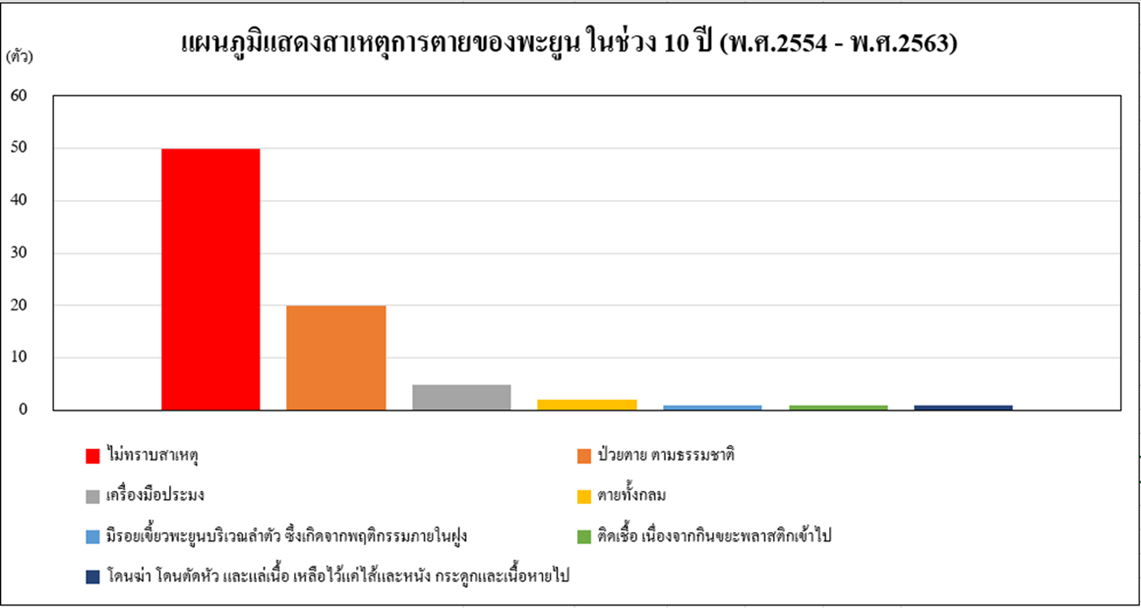 แผนภูมิแสดงสาเหตุการตายของพะยูน ในช่วง 10 ปี (พ.ศ.2554 - พ.ศ.2563)
(ตัว)
60
50
40
30
20
10
0
ไม่ทราบสาเหตุ
ป่วยตาย ตามธรรมชาติ
เครื่องมือประมง
ตายทั้งกลม
มีรอยเขี้ยวพะยูนบริเวณลำตัว ซึ่งเกิดจากพฤติกรรมภายในฝูง
ติดเชื้อ เนื่องจากกินขยะพลาสติกเข้าไป
โดนฆ่า โดนตัดหัว และแล่เนื้อ เหลือไว้แค่ไส้และหนัง กระดูกและเนื้อหายไป